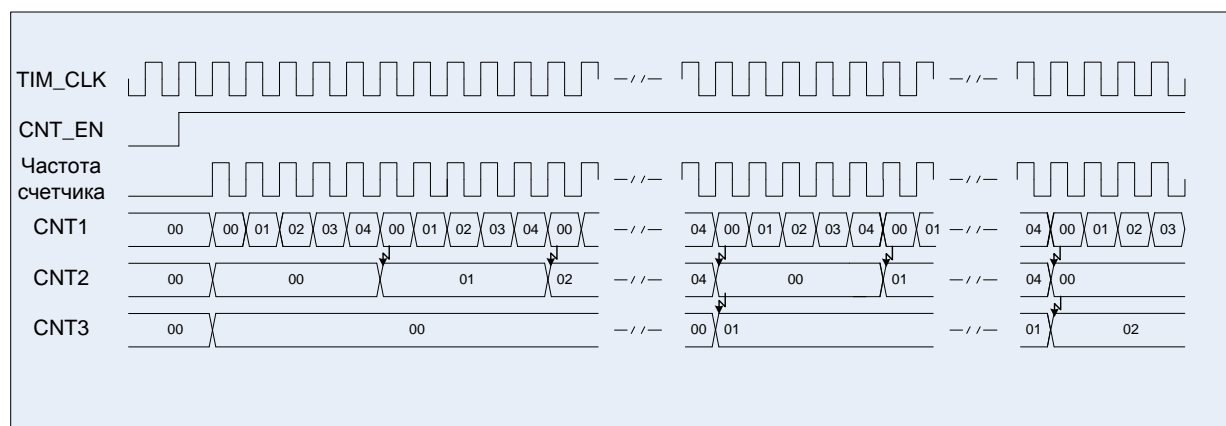 TIM_CLK
CNT_EN
Частота
счетчика
CNT1 00 00 01 02 03 04 00 01 02 03 04 00 04 00 01 02 03 04 00 01 04 00 01 02 03
CNT2 00 00 01 02 04 00 01 04 00
CNT3 00 00 00 01 01 02